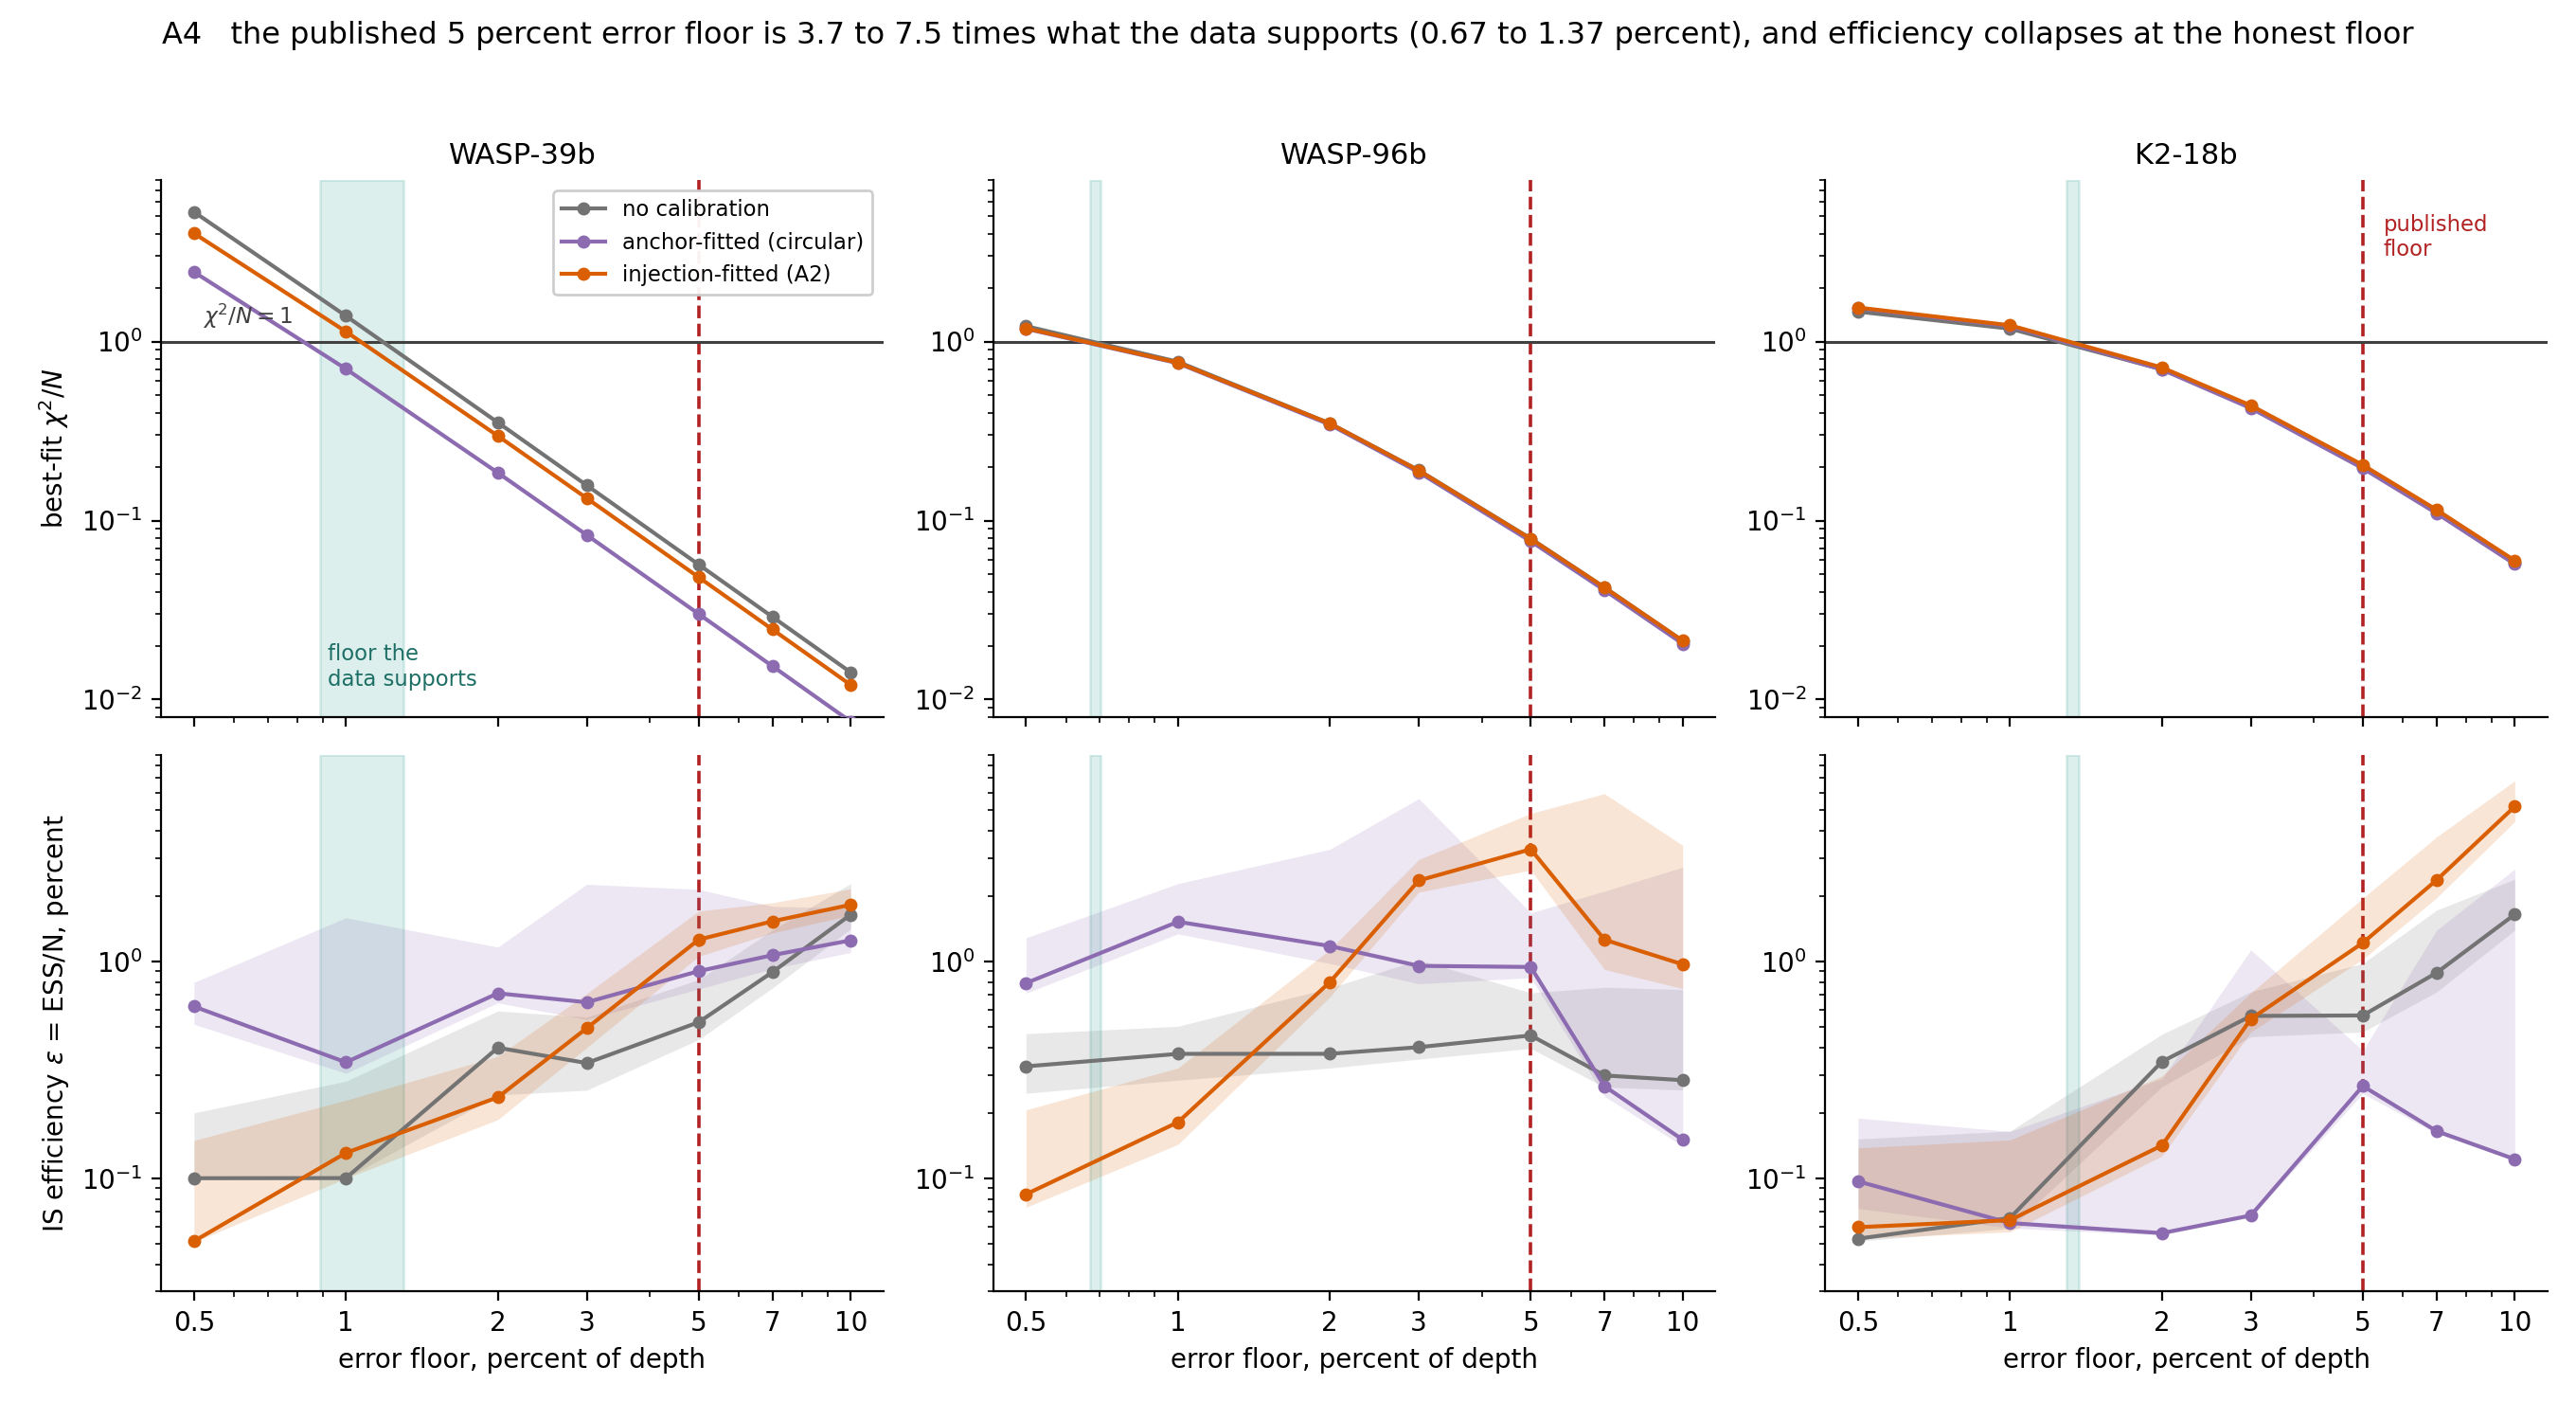 A4   the published 5 percent error floor is 3.7 to 7.5 times what the data supports (0.67 to 1.37 percent), and efficiency collapses at the honest floor
WASP-39b
WASP-96b
K2-18b
no calibration
anchor-fitted (circular)
injection-fitted (A2)
χ²/N = 1
floor the
data supports
published
floor
best-fit χ²/N
10⁰
10⁻¹
10⁻²
10⁰
10⁻¹
10⁻²
10⁰
10⁻¹
10⁻²
IS efficiency ε = ESS/N, percent
10⁰
10⁻¹
10⁰
10⁻¹
10⁰
10⁻¹
0.5 1 2 3 5 7 10
0.5 1 2 3 5 7 10
0.5 1 2 3 5 7 10
error floor, percent of depth
error floor, percent of depth
error floor, percent of depth